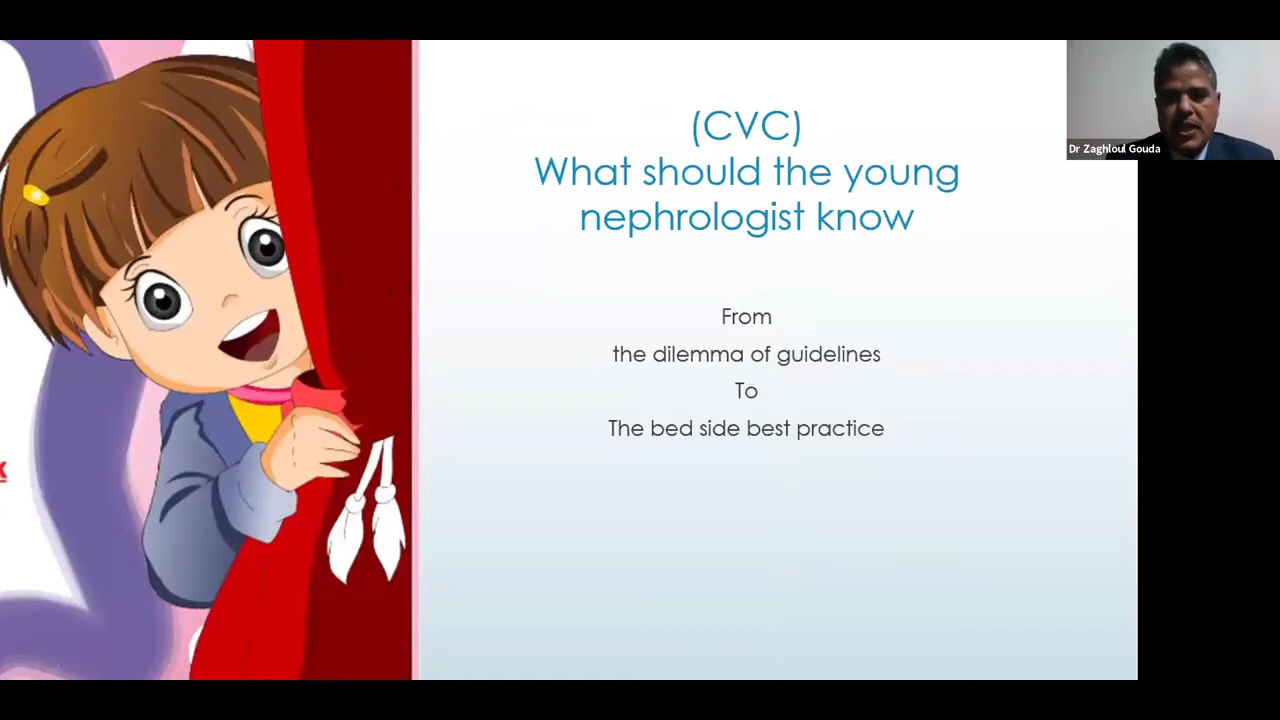 (CVC)
What should the young
nephrologist know
From
the dilemma of guidelines
To
The bed side best practice
Dr Zaghloul Gouda